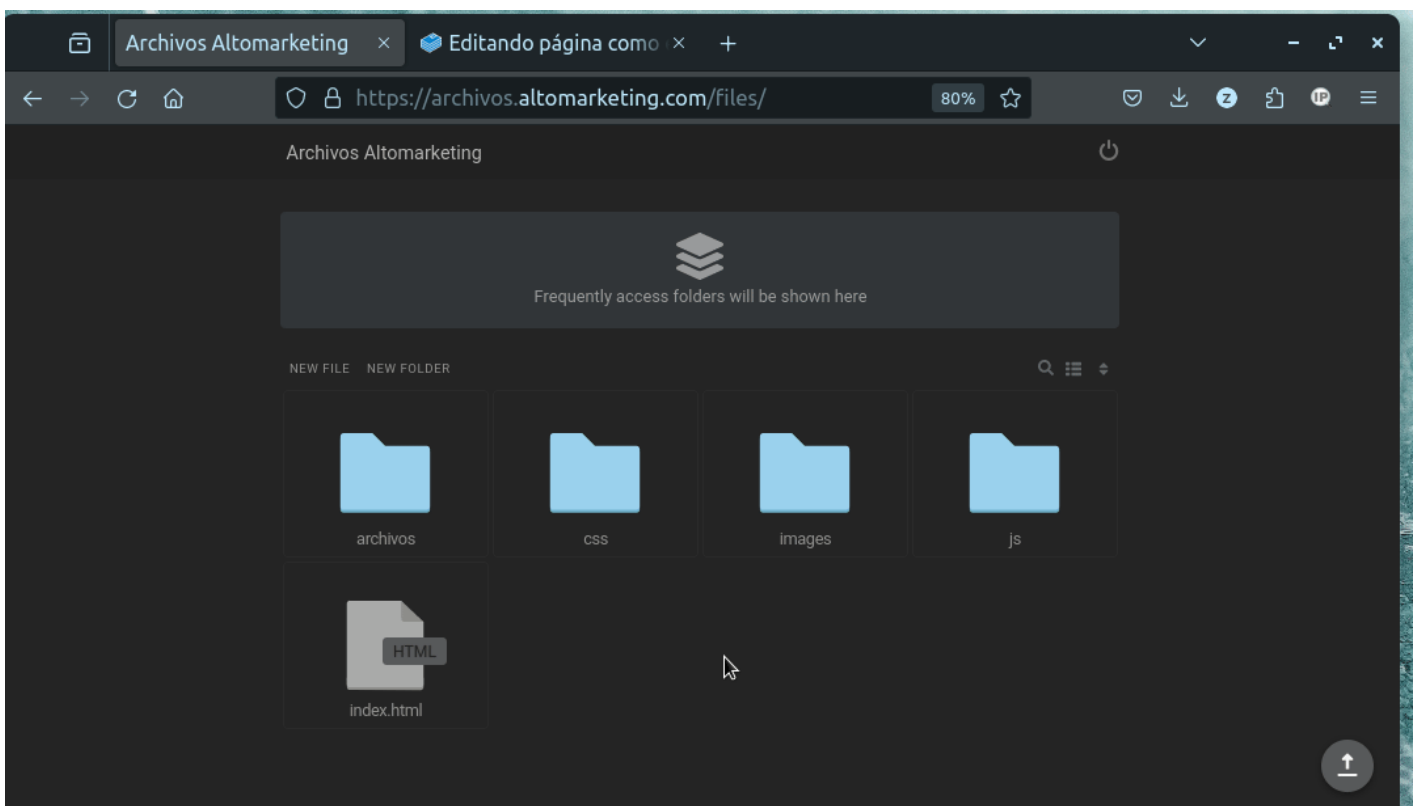 Archivos Altomarketing
Editando página como
https://archivos.altomarketing.com/files/
80%
Z
IP
Archivos Altomarketing
Frequently access folders will be shown here
NEW FILE NEW FOLDER
archivos css images js
HTML
index.html